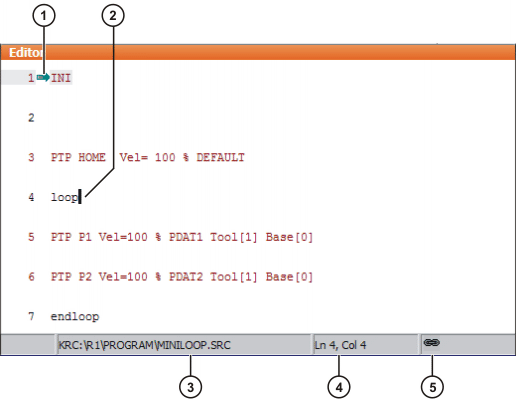 1 2
Editor
1 INI
2
3 PTP HOME Vel= 100 % DEFAULT
4 loop
5 PTP P1 Vel=100 % PDAT1 Tool[1] Base[0]
6 PTP P2 Vel=100 % PDAT2 Tool[1] Base[0]
7 endloop
KRC:\R1\PROGRAM\MINILOOP.SRC Ln 4, Col 4
3 4 5